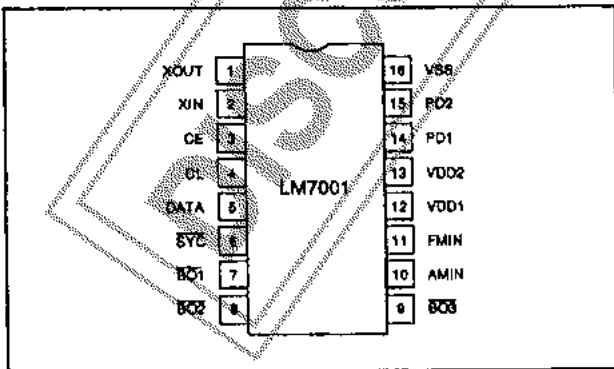 XOUT 1 16 VSS
XIN 2 15 PD2
CE 3 14 PD1
CL 4 13 VDD2
LM7001
DATA 5 12 VDD1
SYC 6 11 FMIN
BO1 7 10 AMIN
BO2 8 9 BO3
DISCO